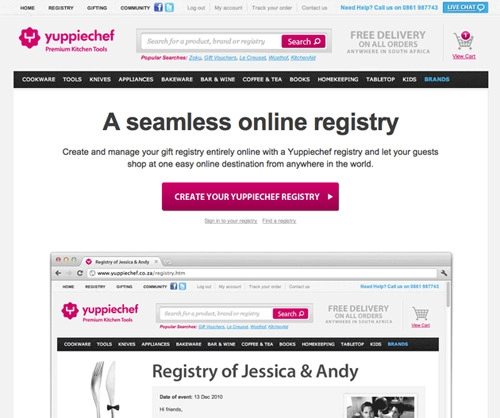 HOME REGISTRY GIFTING COMMUNITY Log out My account Track your order Contact us Need Help? Call us on 0861 987743 LIVE CHAT
yuppiechef
Premium Kitchen Tools
Search for a product, brand or registry Search
Popular Searches: Zoku, Gift Vouchers, Le Creuset, Wusthof, KitchenAid
FREE DELIVERY
ON ALL ORDERS
ANYWHERE IN SOUTH AFRICA
View Cart
COOKWARE TOOLS KNIVES APPLIANCES BAKEWARE BAR & WINE COFFEE & TEA BOOKS HOMEKEEPING TABLETOP KIDS BRANDS
A seamless online registry
Create and manage your gift registry entirely online with a Yuppiechef registry and let your guests
shop at one easy online destination from anywhere in the world.
CREATE YOUR YUPPIECHEF REGISTRY
Sign in to your registry Find a registry
Registry of Jessica & Andy
www.yuppiechef.co.za/registry.htm
HOME REGISTRY GIFTING COMMUNITY Log out My account Track your order Contact us Need Help? Call us on 0861 987743
yuppiechef
Premium Kitchen Tools
Search for a product, brand or registry Search
Popular Searches: Gift Vouchers, Le Creuset, Wusthof, KitchenAid
FREE DELIVERY
ON ALL ORDERS
ANYWHERE IN SOUTH AFRICA
View Cart
COOKWARE TOOLS KNIVES APPLIANCES BAKEWARE BAR & WINE COFFEE & TEA BOOKS HOMEKEEPING TABLETOP KIDS BRANDS
Registry of Jessica & Andy
Date of event: 13 Dec 2010
Hi friends,